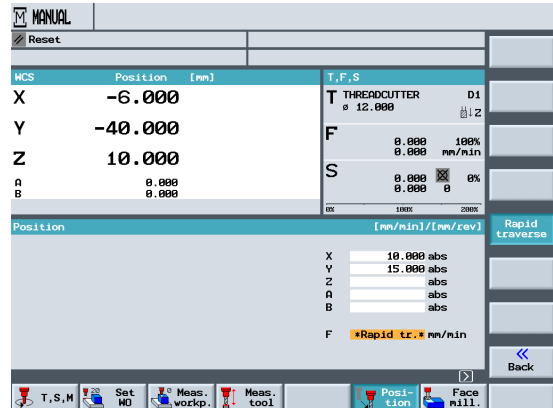 M MANUAL
Reset
WCS Position [mm]
X -6.000
Y -40.000
Z 10.000
A 0.000
B 0.000
T,F,S
T THREADCUTTER D1
ø 12.000 Z
F 0.000 100%
0.000 mm/min
S 0.000 0%
0.000 0
0% 100% 200%
Position [mm/min]/[mm/rev]
X 10.000 abs
Y 15.000 abs
Z abs
A abs
B abs
F *Rapid tr.* mm/min
Rapid
traverse
Back
T,S,M
Set
WO
Meas.
workp.
Meas.
tool
Posi-
tion
Face
mill.